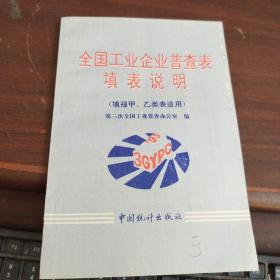 全国工业企业普查表
填表说明
（填报甲、乙类表适用）
第三次全国工业普查办公室 编
95
3GYPC
中国统计出版社